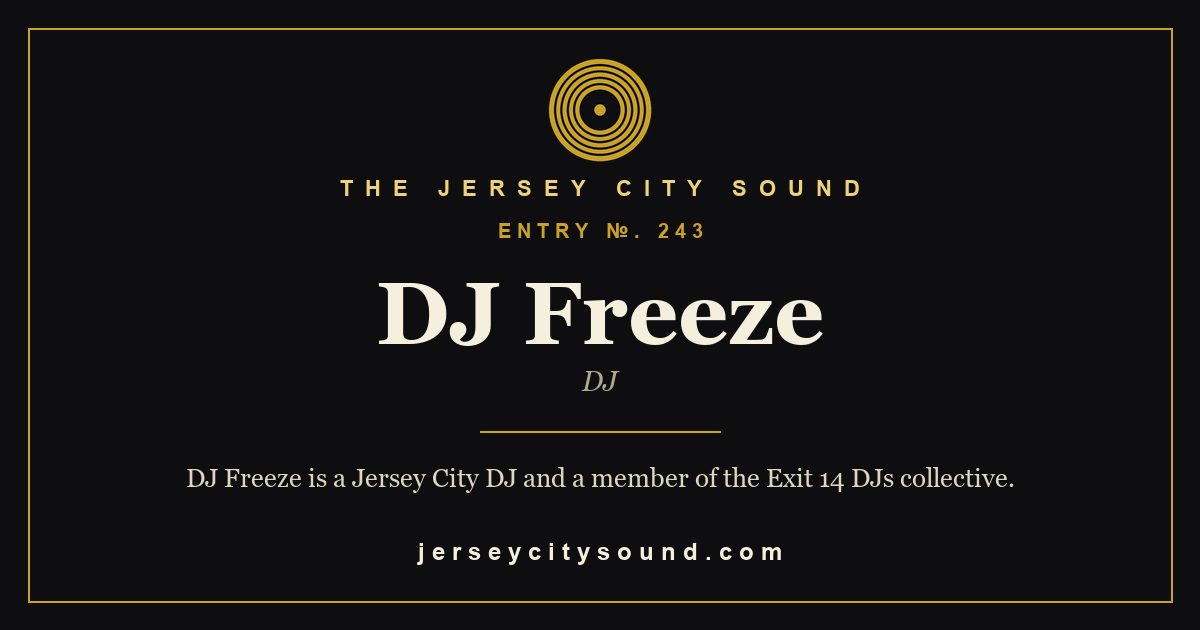 THE JERSEY CITY SOUND
ENTRY №. 243
DJ Freeze
DJ
DJ Freeze is a Jersey City DJ and a member of the Exit 14 DJs collective.
jerseycitysound.com